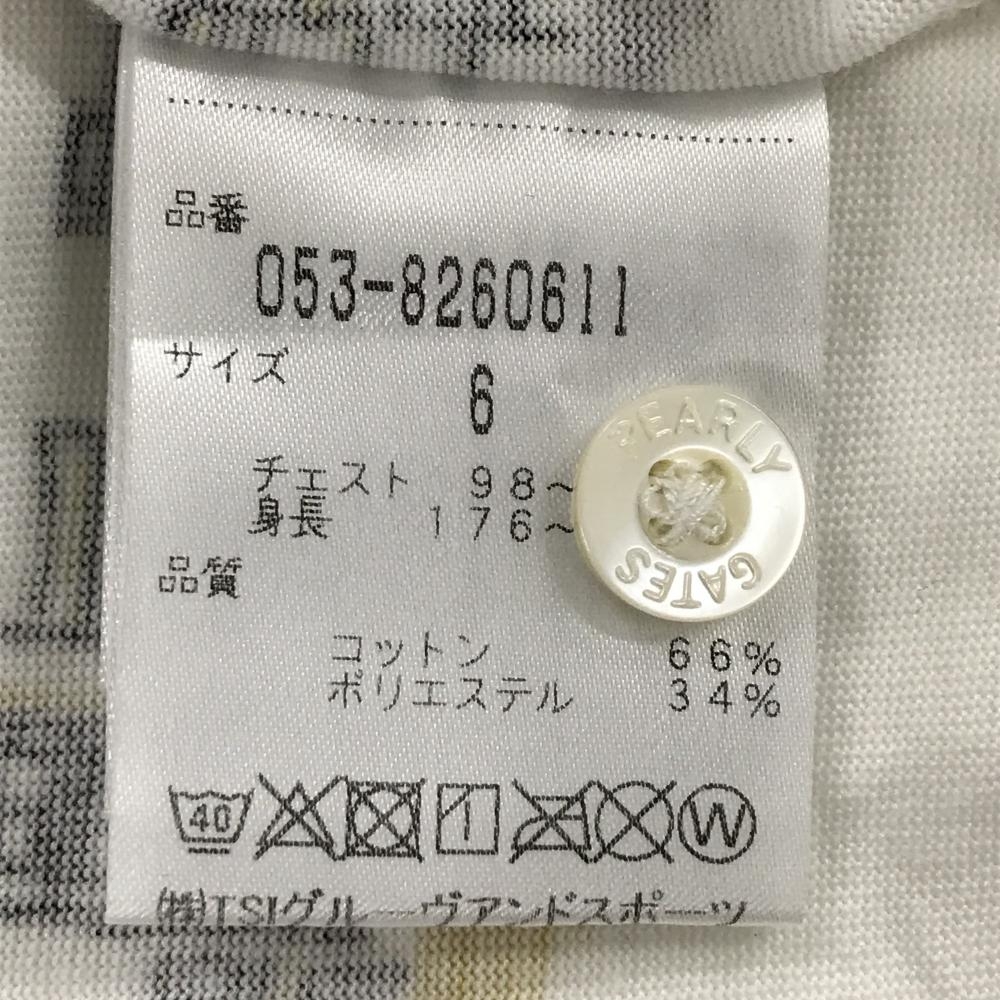 品番
053-8260611
サイズ
6
チェスト 98~
身長 176~
PEARLY
GATES
品質
コットン 66%
ポリエステル 34%
40
W
(株)TSIグルーヴアンドスポーツ